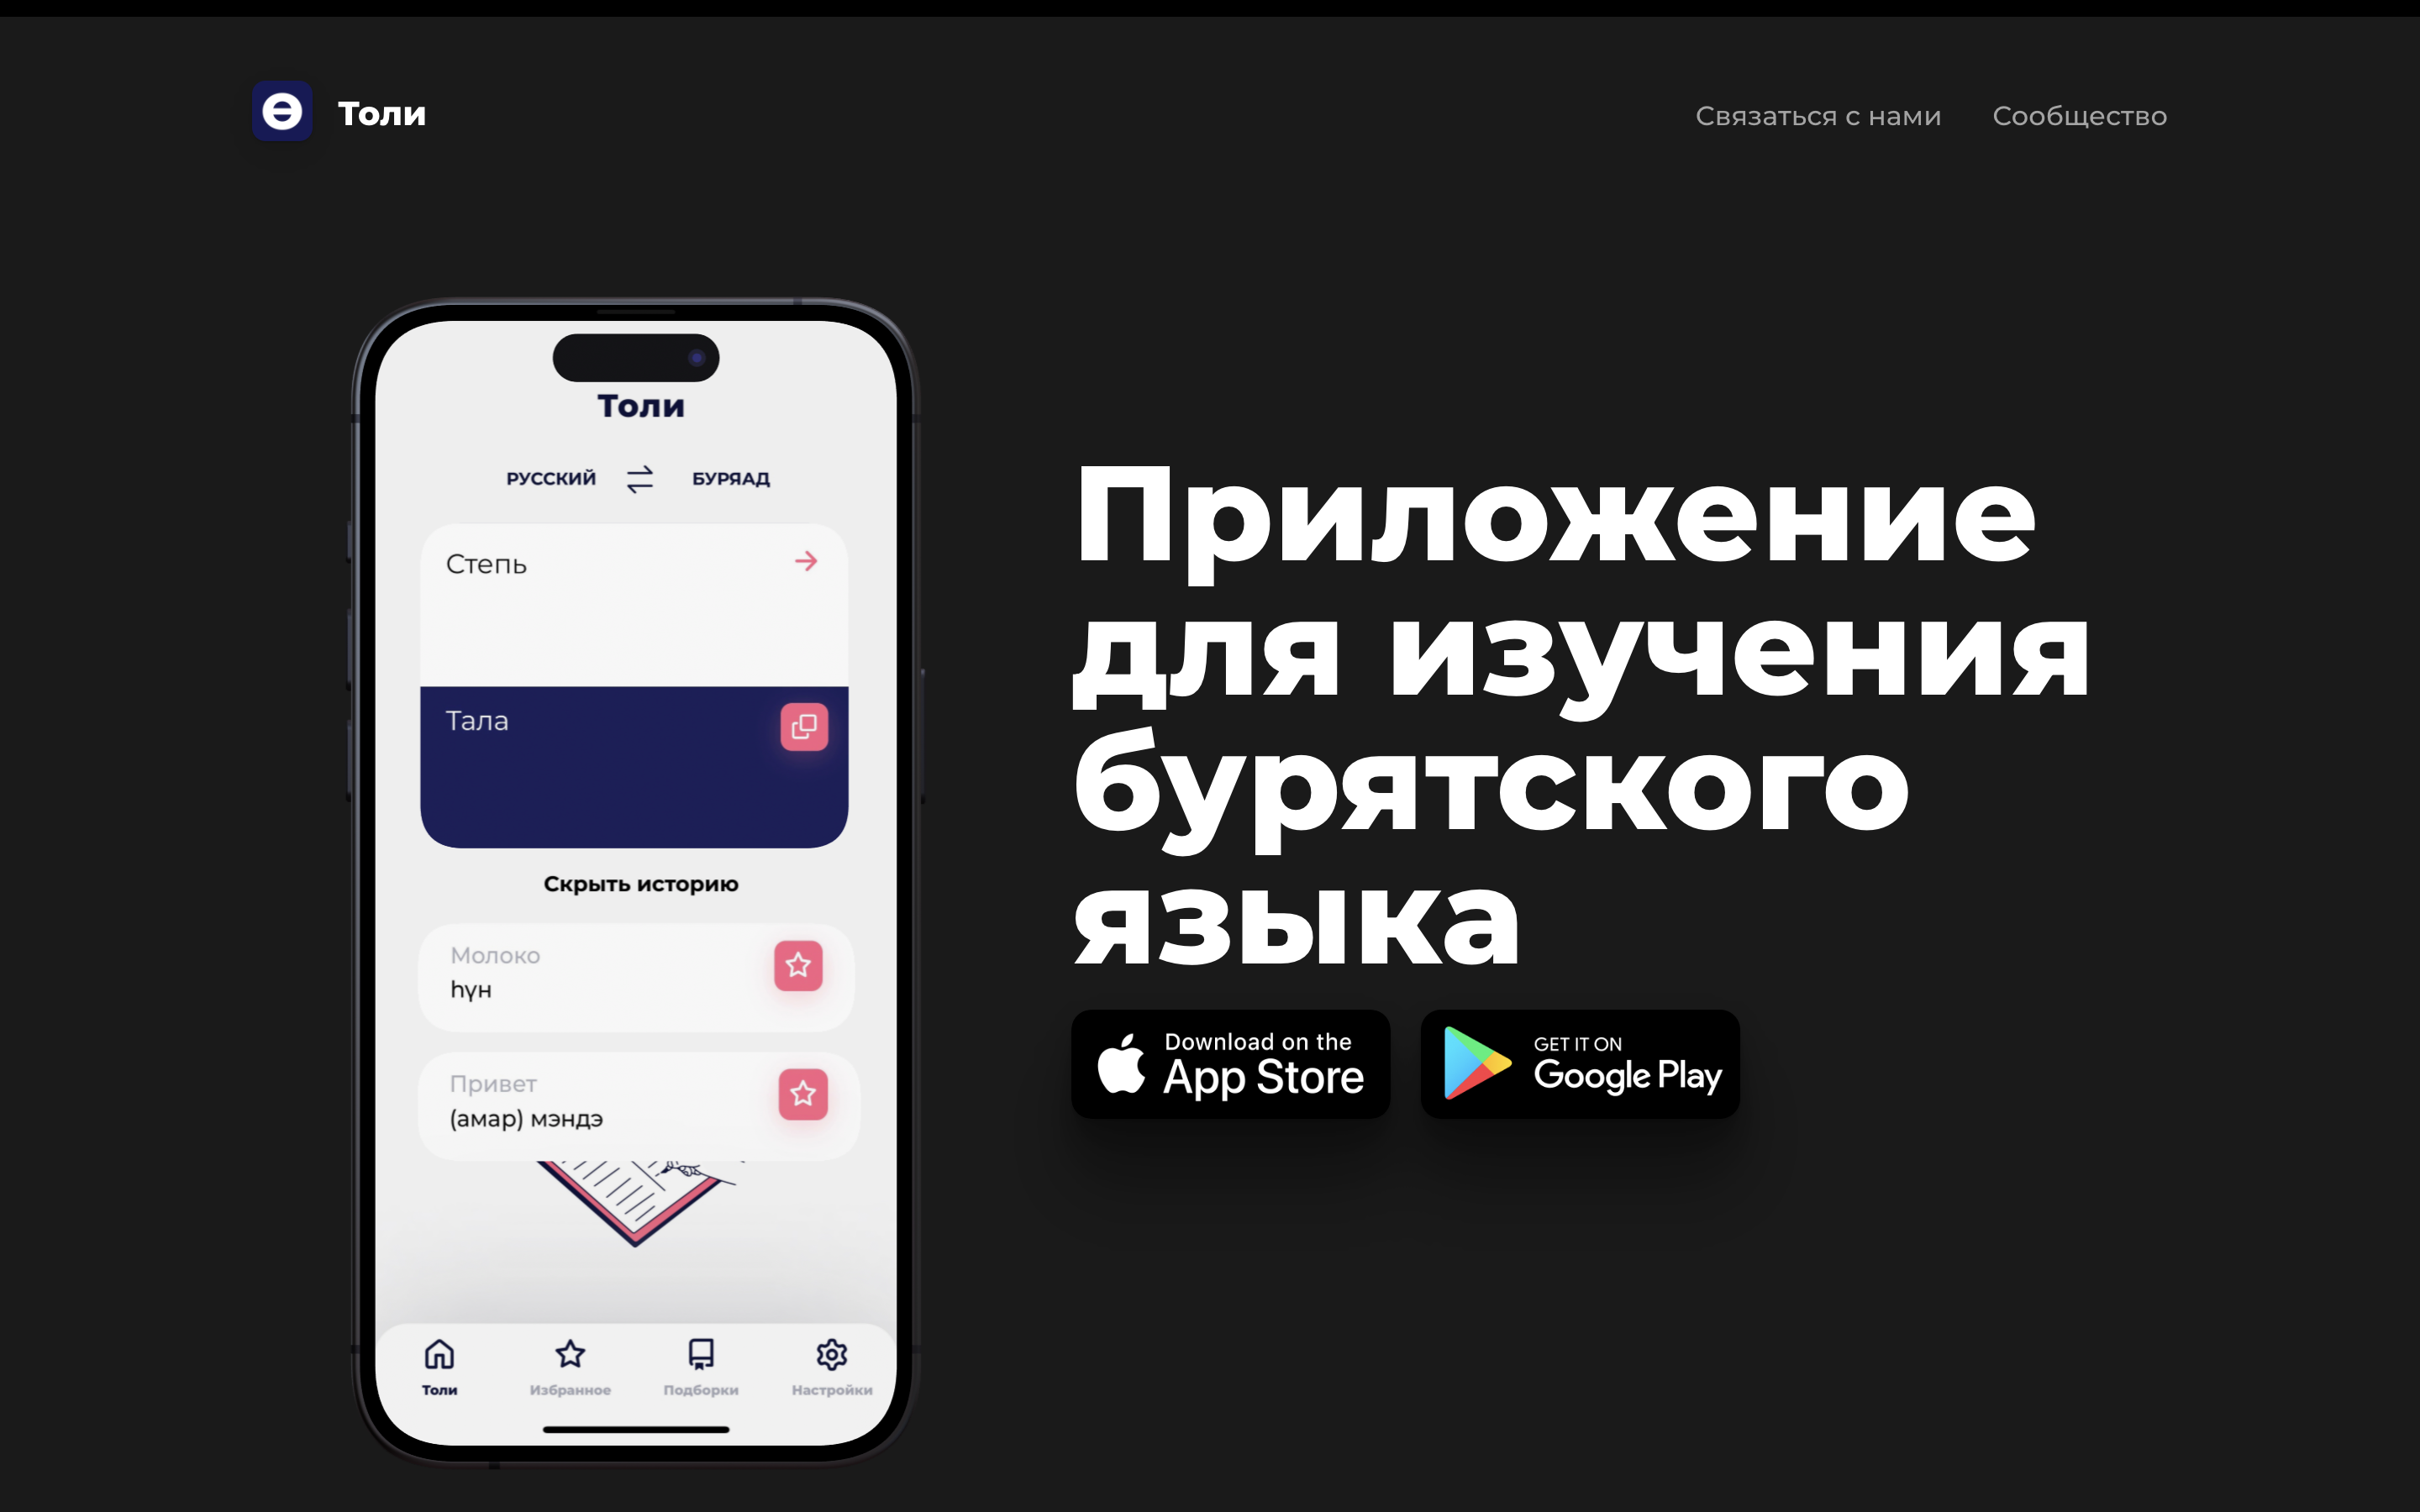 Толи
Связаться с нами
Сообщество
Толи
РУССКИЙ
БУРЯАД
Степь
Тала
Скрыть историю
Молоко
һүн
Привет
(амар) мэндэ
Толи
Избранное
Подборки
Настройки
Приложение
для изучения
бурятского
языка
Download on the
App Store
GET IT ON
Google Play